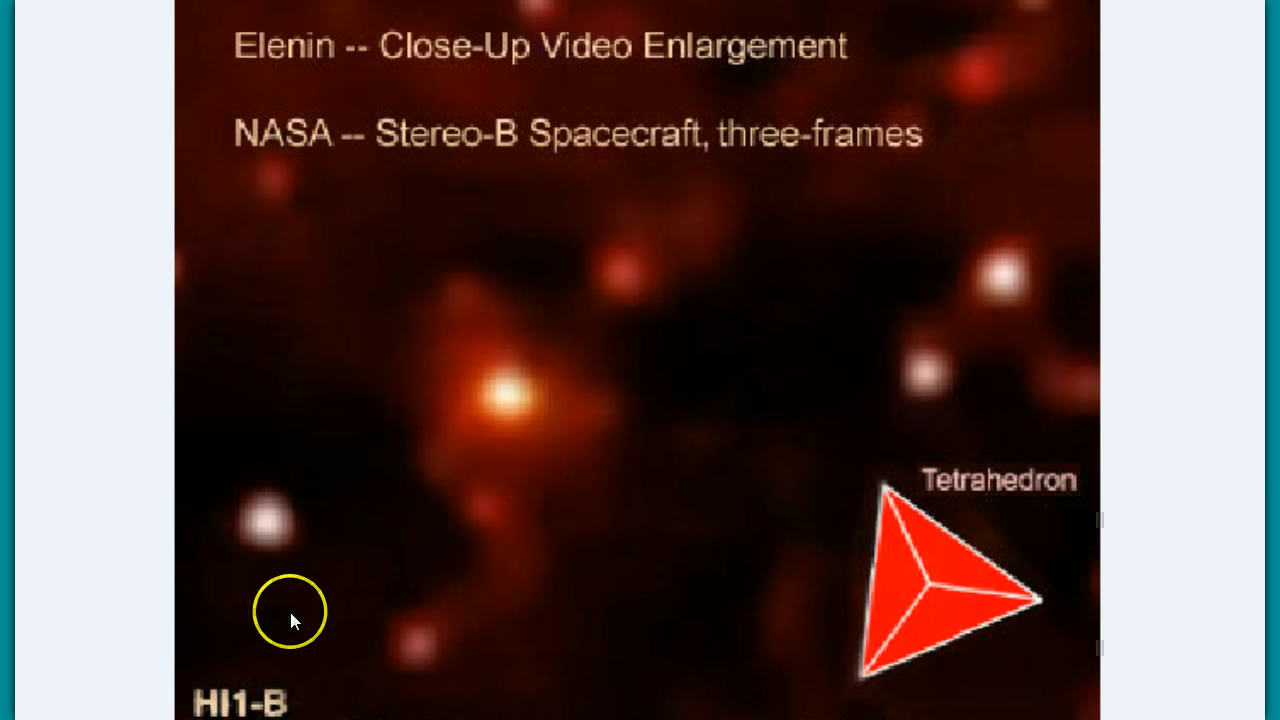 Elenin -- Close-Up Video Enlargement
NASA -- Stereo-B Spacecraft, three-frames
Tetrahedron
HI1-B